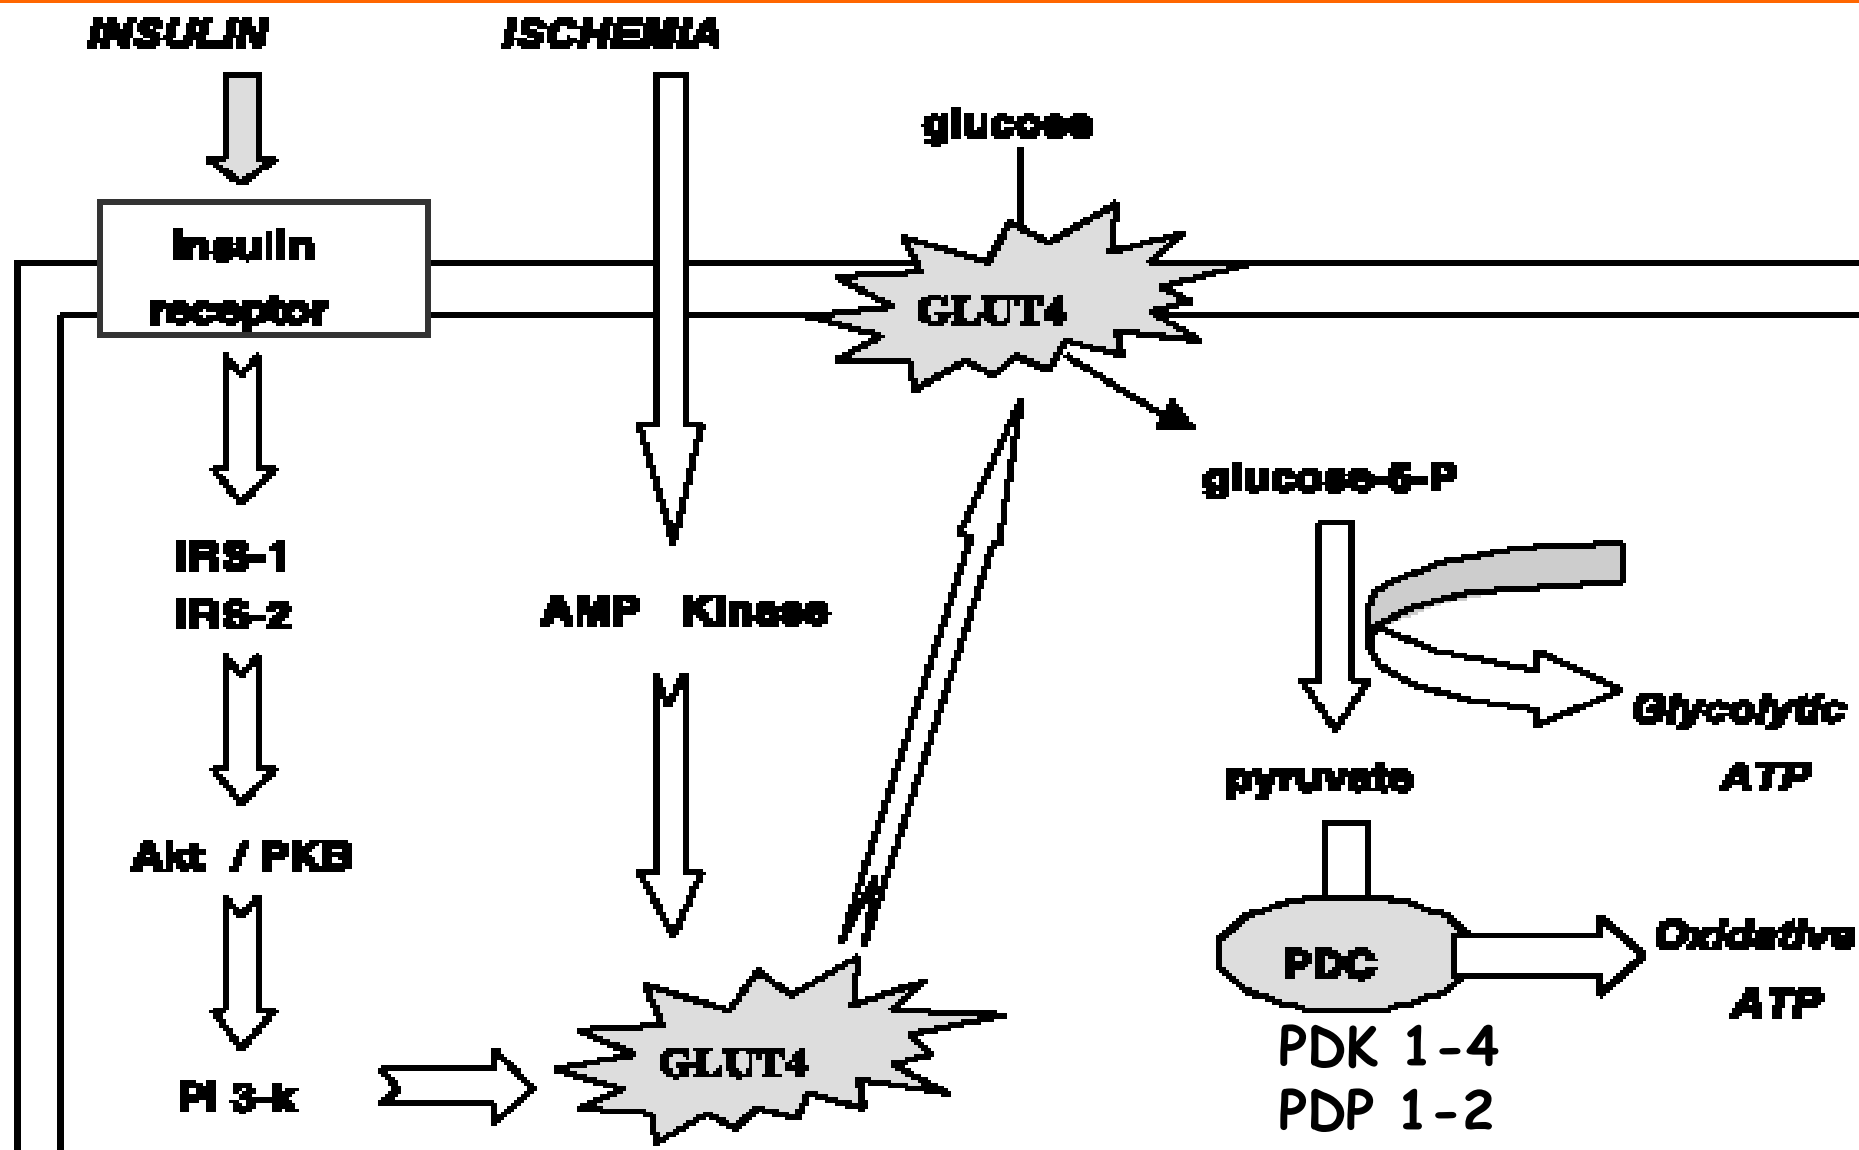 INSULIN
ISCHEMIA
glucose
Insulin
receptor
GLUT4
glucose-6-P
IRS-1
IRS-2
AMP Kinase
Glycolytic
ATP
pyruvate
Akt / PKB
Oxidative
ATP
PDC
PDK 1-4
PDP 1-2
GLUT4
PI 3-k